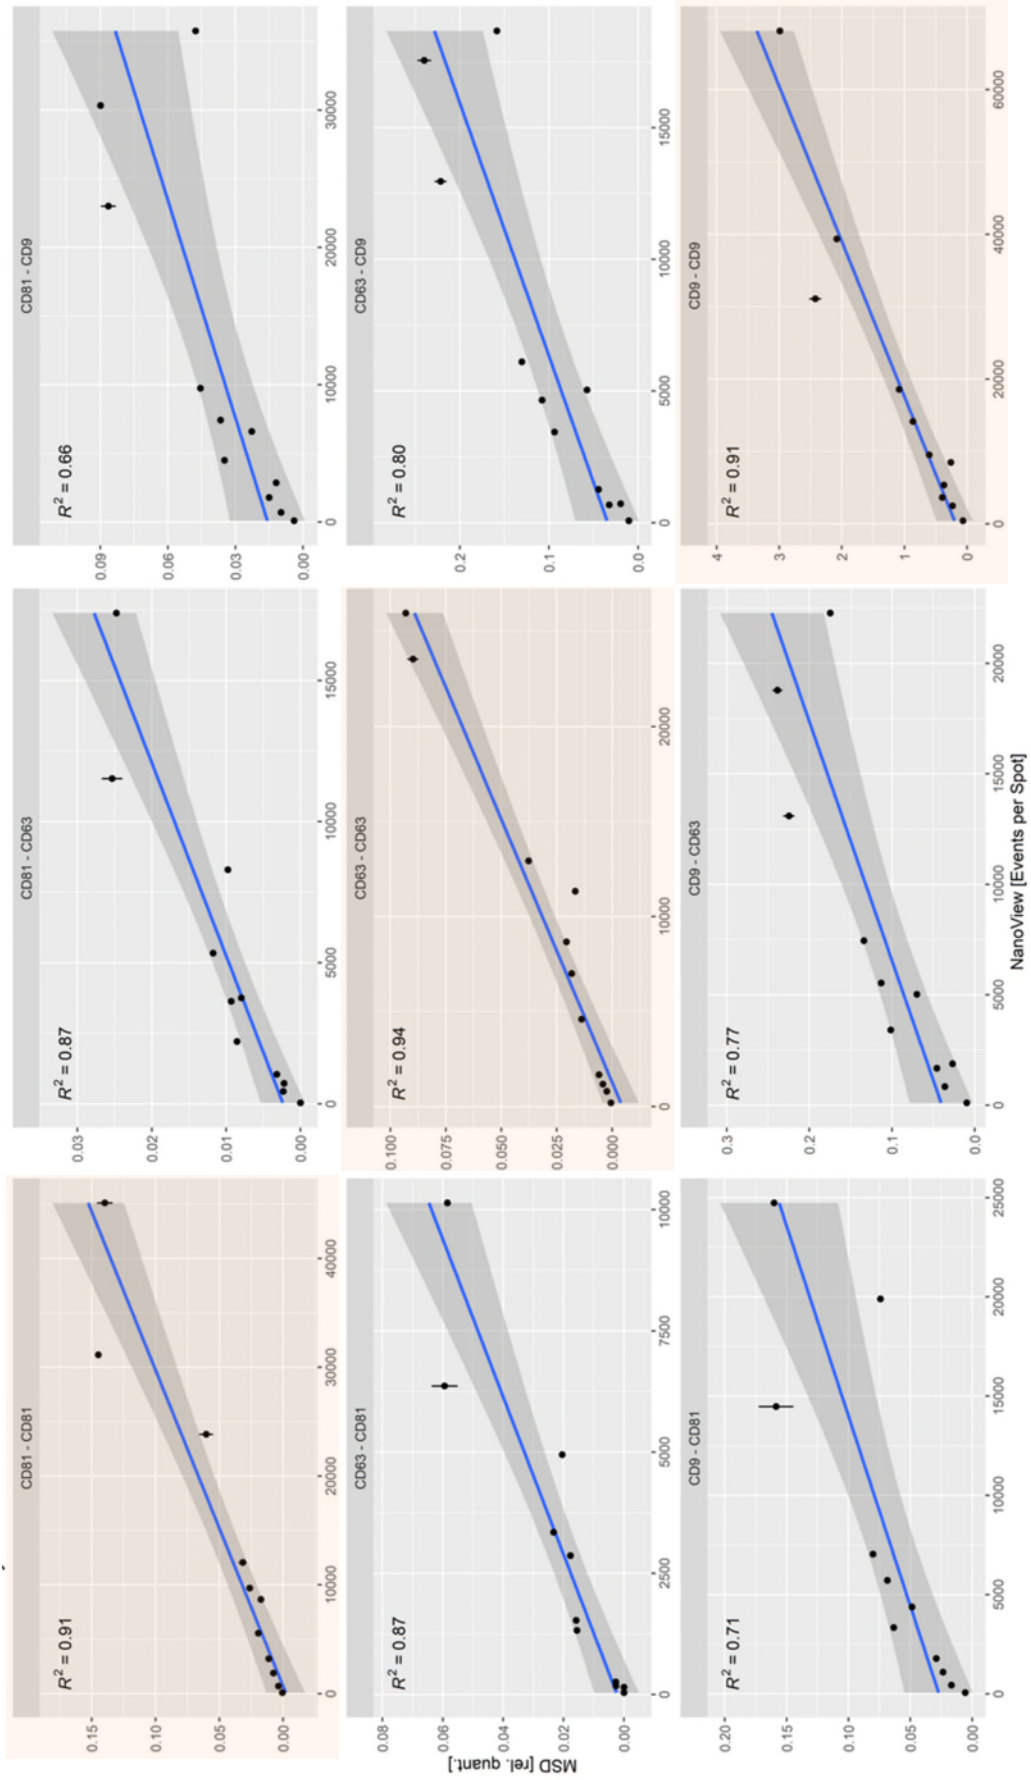 CD81 - CD81
R² = 0.91
0.15
0.10
0.05
0.00
0 10000 20000 30000 40000
CD81 - CD63
R² = 0.87
0.03
0.02
0.01
0.00
0 5000 10000 15000
CD81 - CD9
R² = 0.66
0.09
0.06
0.03
0.00
0 10000 20000 30000
MSD [rel. quant.]
CD63 - CD81
R² = 0.87
0.08
0.06
0.04
0.02
0.00
0 2500 5000 7500 10000
CD63 - CD63
R² = 0.94
0.100
0.075
0.050
0.025
0.000
0 10000 20000
CD63 - CD9
R² = 0.80
0.2
0.1
0.0
0 5000 10000 15000
CD9 - CD81
R² = 0.71
0.20
0.15
0.10
0.05
0.00
0 5000 10000 15000 20000 25000
CD9 - CD63
R² = 0.77
0.3
0.2
0.1
0.0
0 5000 10000 15000 20000
CD9 - CD9
R² = 0.91
4
3
2
1
0
0 20000 40000 60000
NanoView [Events per Spot]